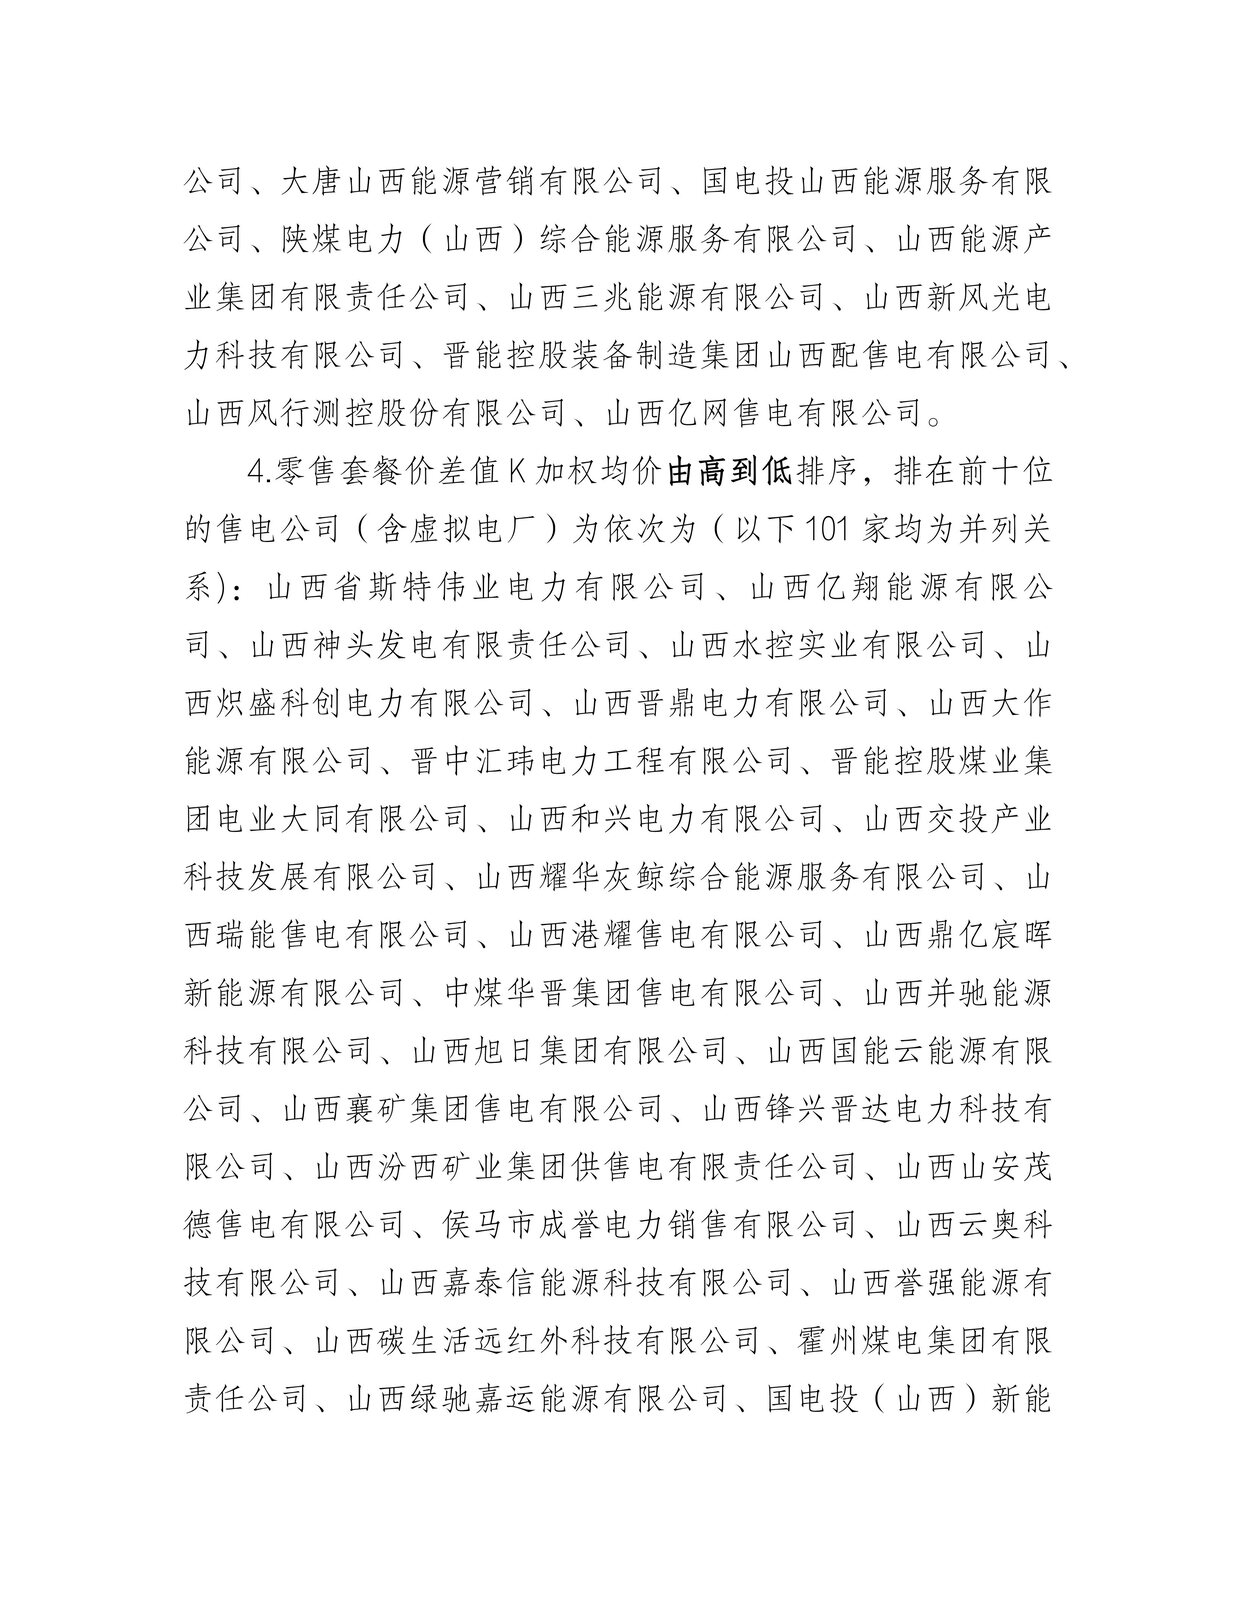 公司、大唐山西能源营销有限公司、国电投山西能源服务有限
公司、陕煤电力（山西）综合能源服务有限公司、山西能源产
业集团有限责任公司、山西三兆能源有限公司、山西新风光电
力科技有限公司、晋能控股装备制造集团山西配售电有限公司、
山西风行测控股份有限公司、山西亿网售电有限公司。
4.零售套餐价差值 K 加权均价由高到低排序，排在前十位
的售电公司（含虚拟电厂）为依次为（以下 101 家均为并列关
系）：山西省斯特伟业电力有限公司、山西亿翔能源有限公
司、山西神头发电有限责任公司、山西水控实业有限公司、山
西炽盛科创电力有限公司、山西晋鼎电力有限公司、山西大作
能源有限公司、晋中汇玮电力工程有限公司、晋能控股煤业集
团电业大同有限公司、山西和兴电力有限公司、山西交投产业
科技发展有限公司、山西耀华灰鲸综合能源服务有限公司、山
西瑞能售电有限公司、山西港耀售电有限公司、山西鼎亿宸晖
新能源有限公司、中煤华晋集团售电有限公司、山西并驰能源
科技有限公司、山西旭日集团有限公司、山西国能云能源有限
公司、山西襄矿集团售电有限公司、山西锋兴晋达电力科技有
限公司、山西汾西矿业集团供售电有限责任公司、山西山安茂
德售电有限公司、侯马市成誉电力销售有限公司、山西云奥科
技有限公司、山西嘉泰信能源科技有限公司、山西誉强能源有
限公司、山西碳生活远红外科技有限公司、霍州煤电集团有限
责任公司、山西绿驰嘉运能源有限公司、国电投（山西）新能